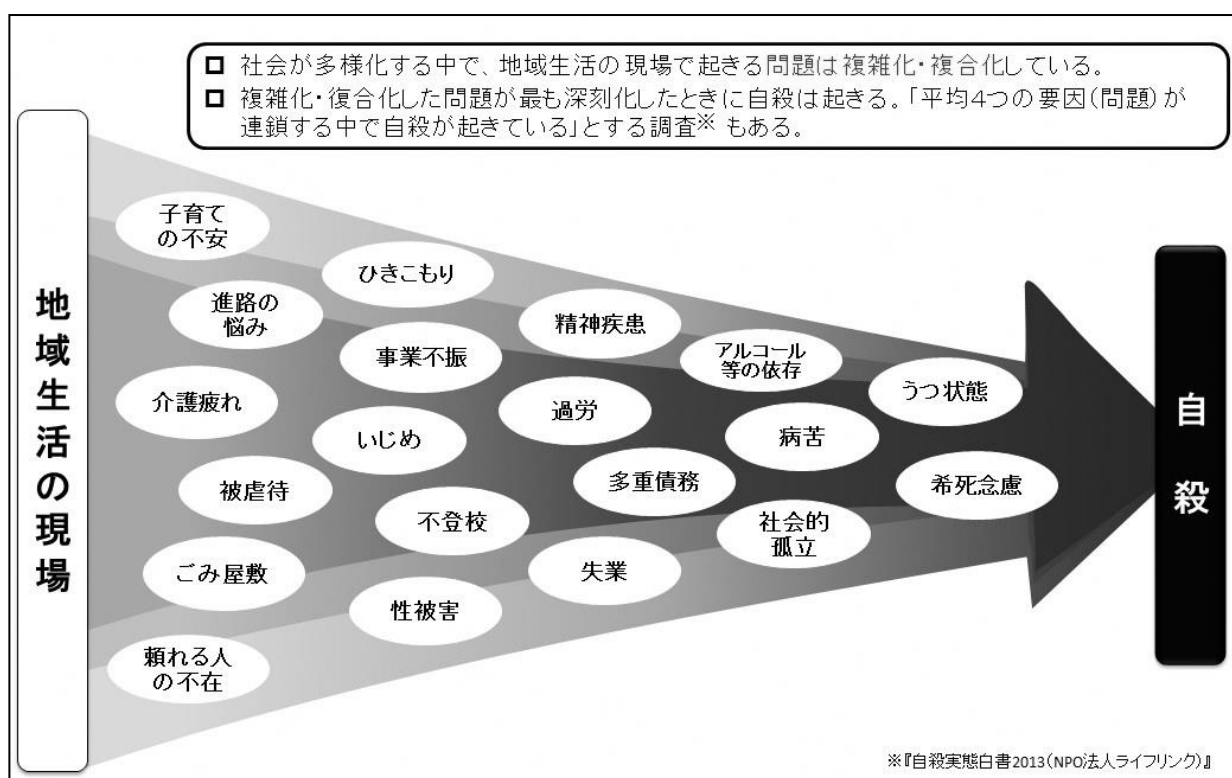 □ 社会が多様化する中で、地域生活の現場で起きる問題は複雑化・複合化している。
□ 複雑化・復合化した問題が最も深刻化したときに自殺は起きる。「平均4つの要因(問題)が
連鎖する中で自殺が起きている」とする調査※ もある。
地域生活の現場
子育て
の不安
ひきこもり
進路の
悩み
精神疾患
事業不振
アルコール
等の依存
うつ状態
介護疲れ
過労
いじめ
病苦
被虐待
多重債務
希死念慮
不登校
社会的
孤立
ごみ屋敷
失業
性被害
頼れる人
の不在
自殺
※『自殺実態白書2013(NPO法人ライフリンク)』